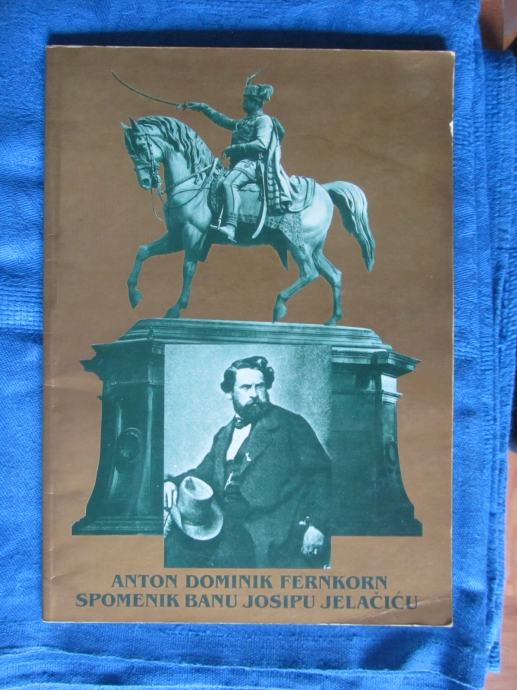 ANTON DOMINIK FERNKORN
SPOMENIK BANU JOSIPU JELAČIĆU